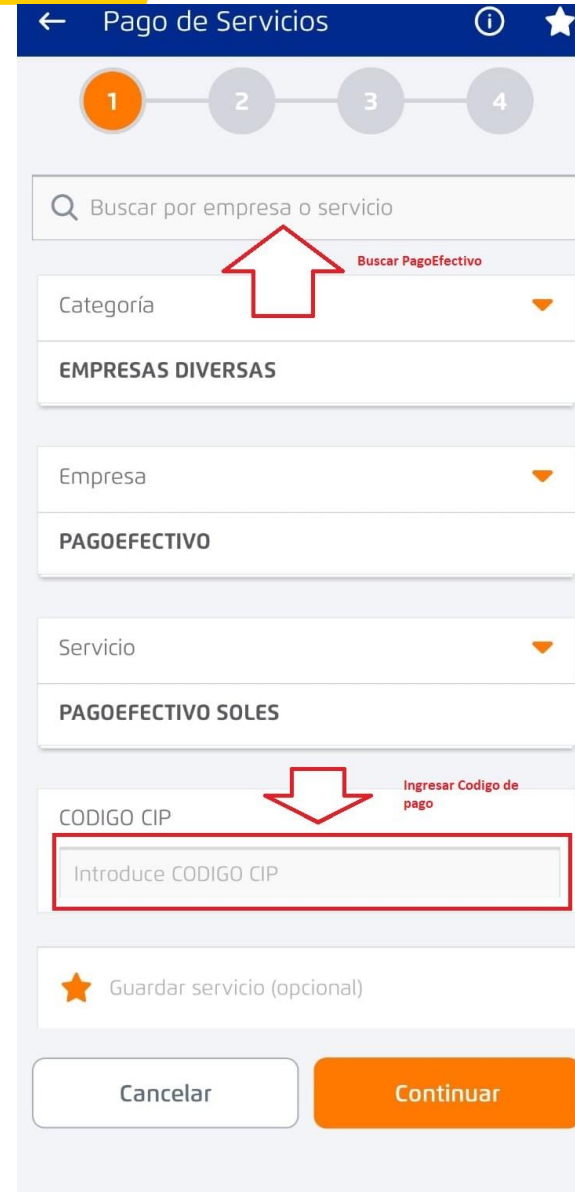 Pago de Servicios
1 2 3 4
Buscar por empresa o servicio
Buscar PagoEfectivo
Categoría
EMPRESAS DIVERSAS
Empresa
PAGOEFECTIVO
Servicio
PAGOEFECTIVO SOLES
Ingresar Codigo de
pago
CODIGO CIP
Introduce CODIGO CIP
Guardar servicio (opcional)
Cancelar
Continuar